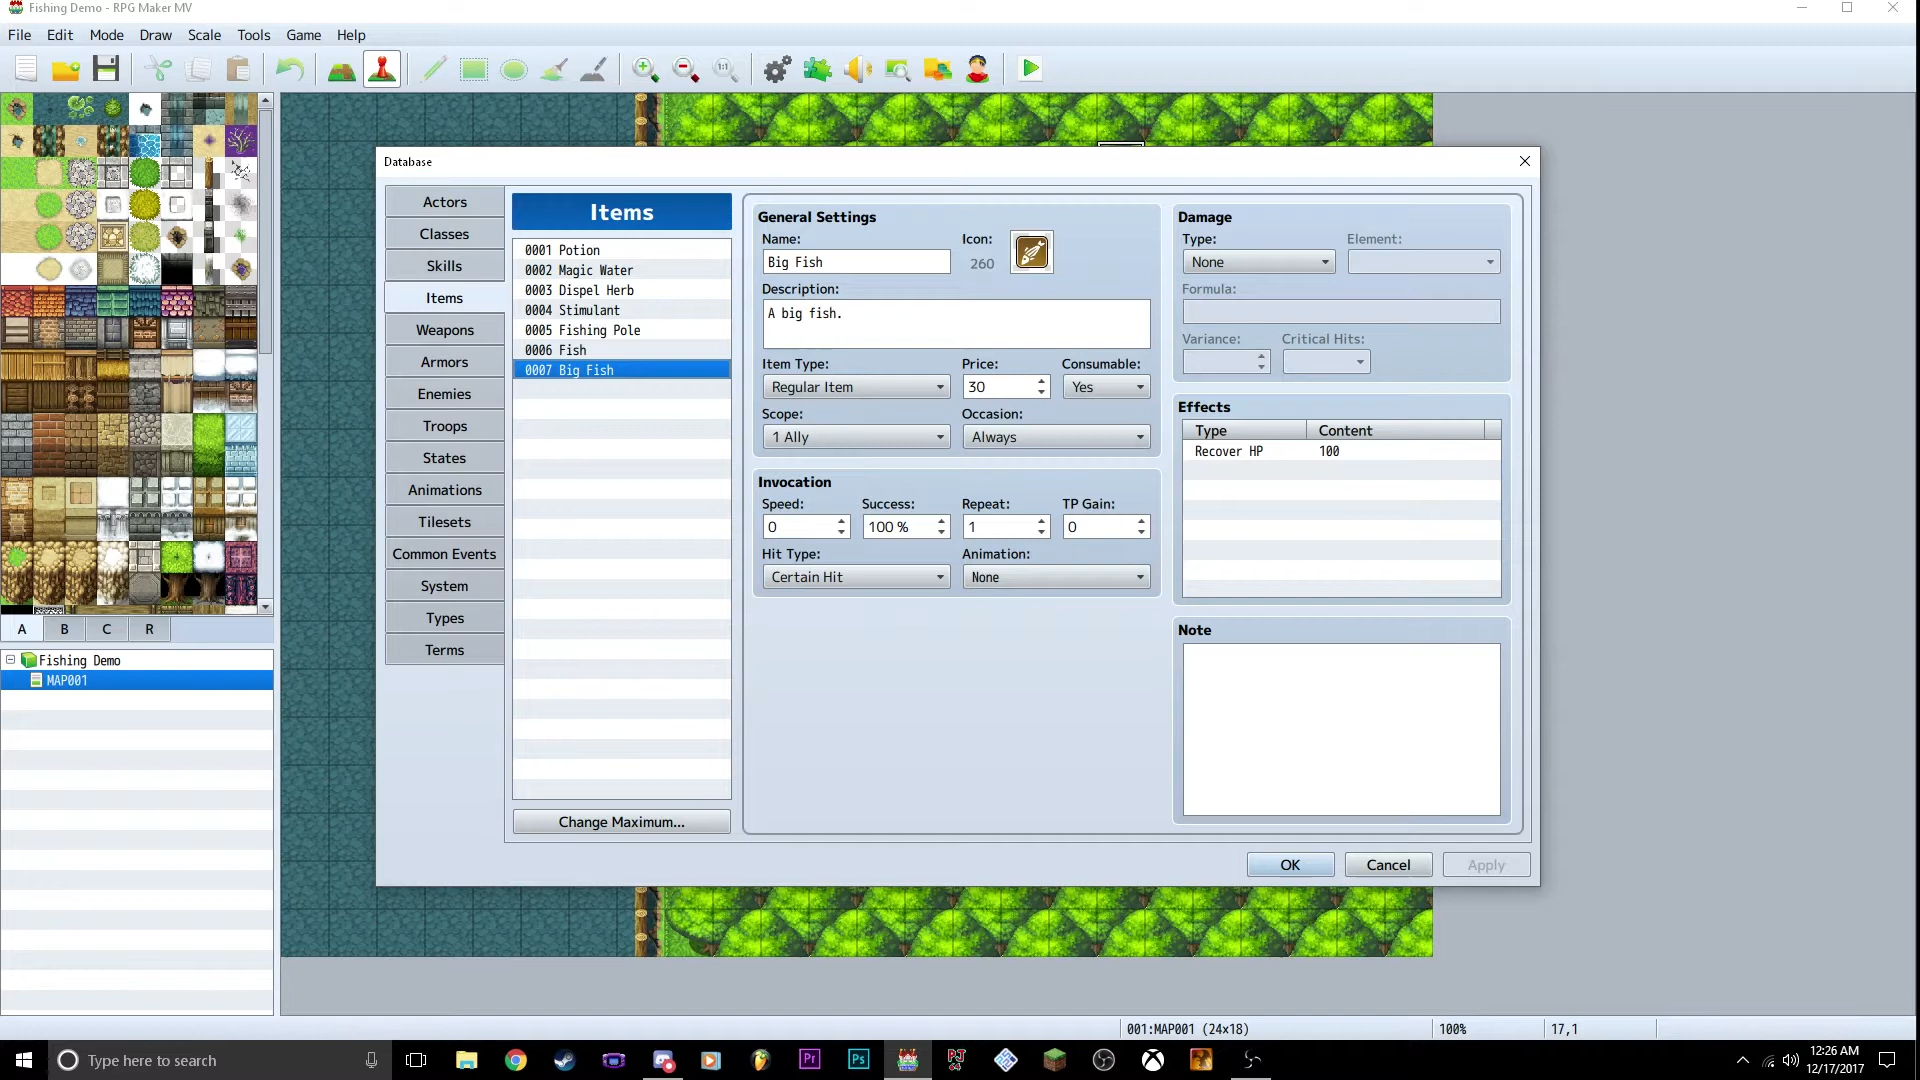 Fishing Demo - RPG Maker MV
File Edit Mode Draw Scale Tools Game Help
1:1
Database
Actors
Classes
Skills
Items
Weapons
Armors
Enemies
Troops
States
Animations
Tilesets
Common Events
System
Types
Terms
Items
0001 Potion
0002 Magic Water
0003 Dispel Herb
0004 Stimulant
0005 Fishing Pole
0006 Fish
0007 Big Fish
Change Maximum...
General Settings
Name: Icon:
Big Fish 260
Description:
A big fish.
Item Type: Price: Consumable:
Regular Item 30 Yes
Scope: Occasion:
1 Ally Always
Invocation
Speed: Success: Repeat: TP Gain:
0 100 % 1 0
Hit Type: Animation:
Certain Hit None
Damage
Type: Element:
None
Formula:
Variance: Critical Hits:
Effects
Type Content
Recover HP 100
Note
OK Cancel Apply
A B C R
Fishing Demo
MAP001
001:MAP001 (24x18) 100% 17,1
Type here to search
Pr Ps
12:26 AM
12/17/2017